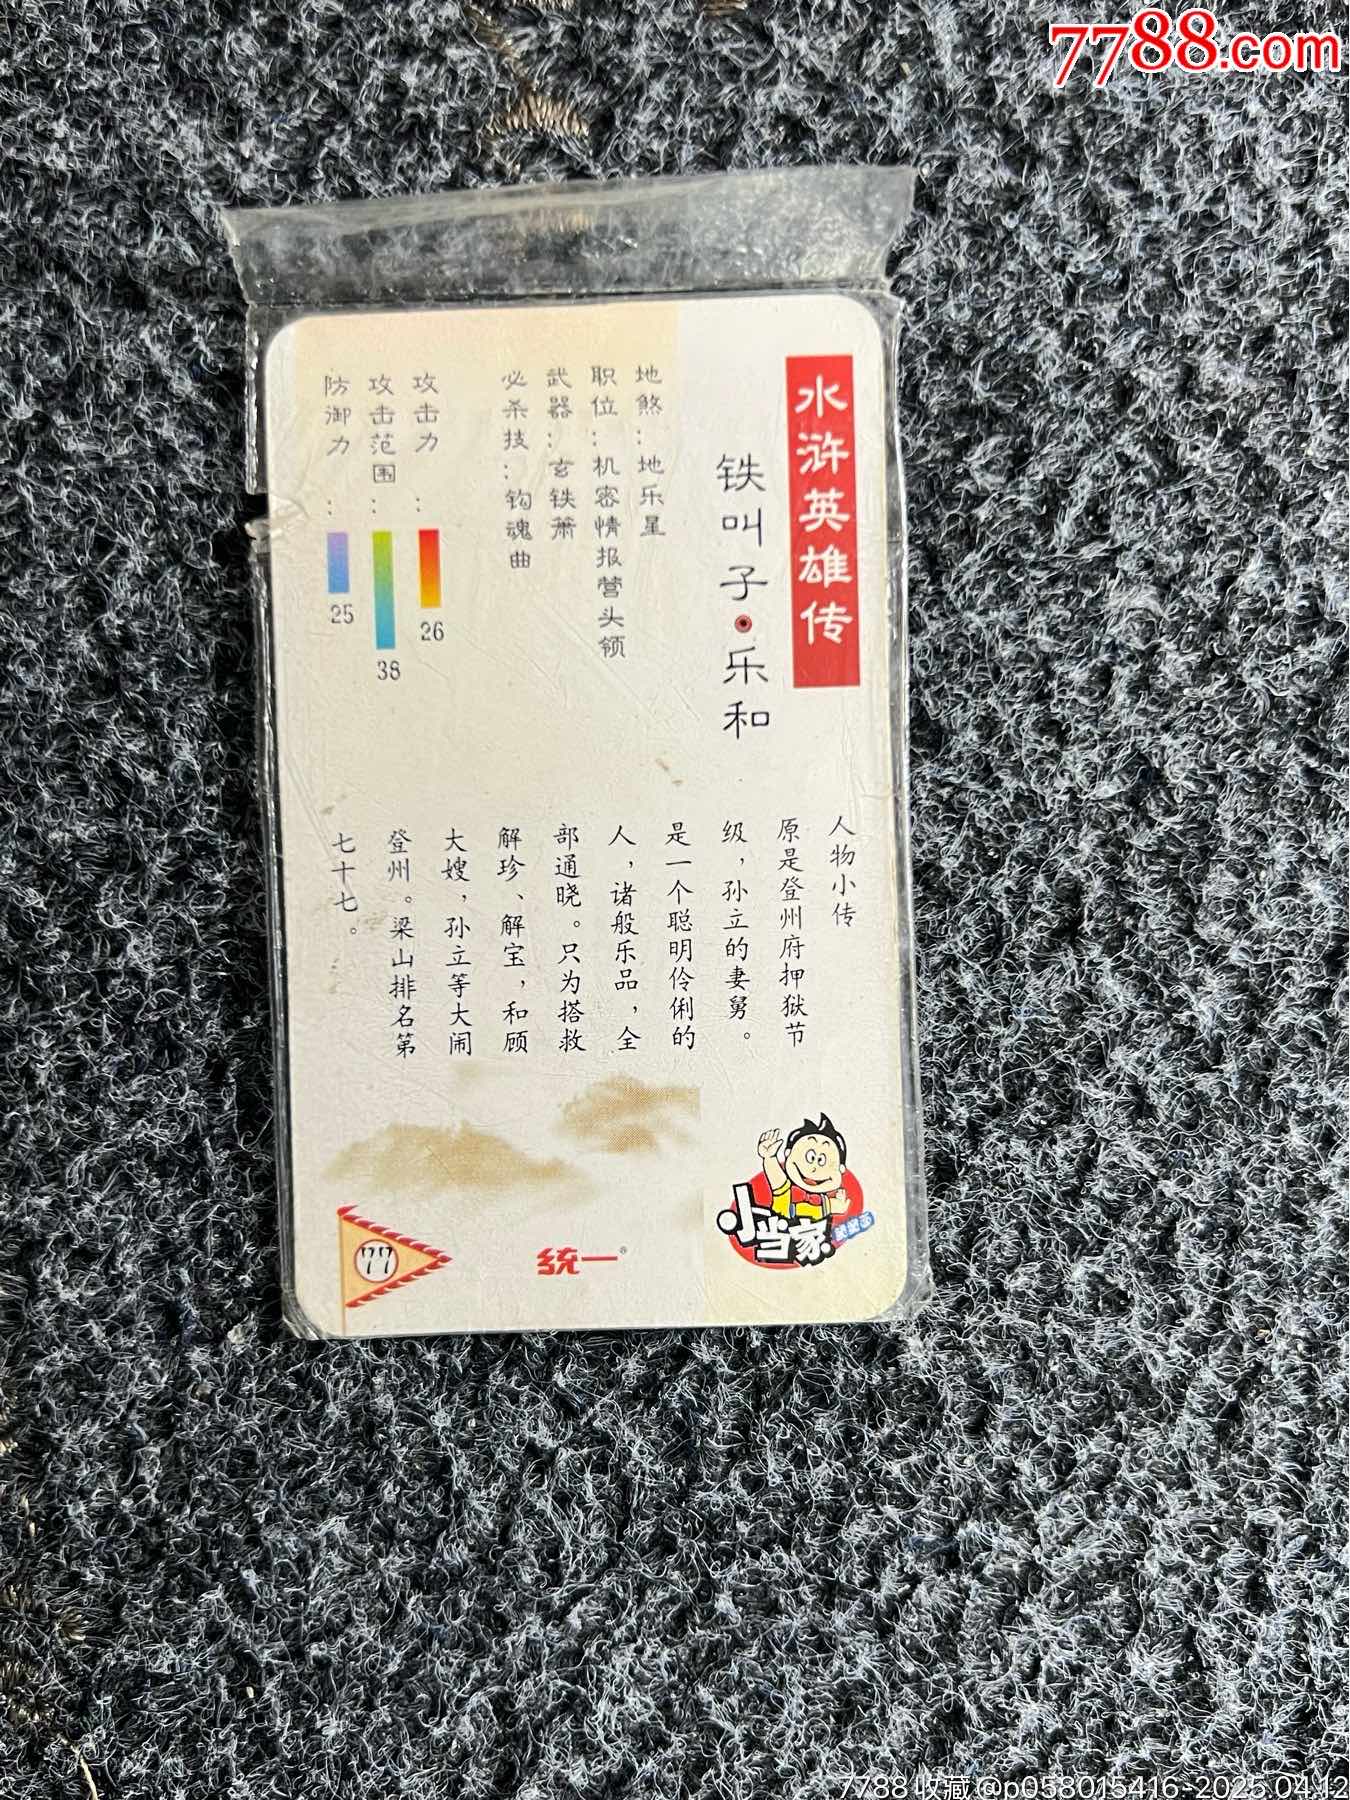 7788.com
水浒英雄传
铁叫子·乐和
地煞：地乐星
职位：机密情报营头领
武器：玄铁萧
必杀技：钩魂曲
攻击力：
26
攻击范围：
38
防御力：
25
人物小传
原是登州府押狱节
级，孙立的妻舅。
是一个聪明伶俐的
人，诸般乐品，全
部通晓。只为搭救
解珍、解宝，和顾
大嫂，孙立等大闹
登州。梁山排名第
七十七。
77
统一®
小当家
7788收藏@p058015416-2025.04.12